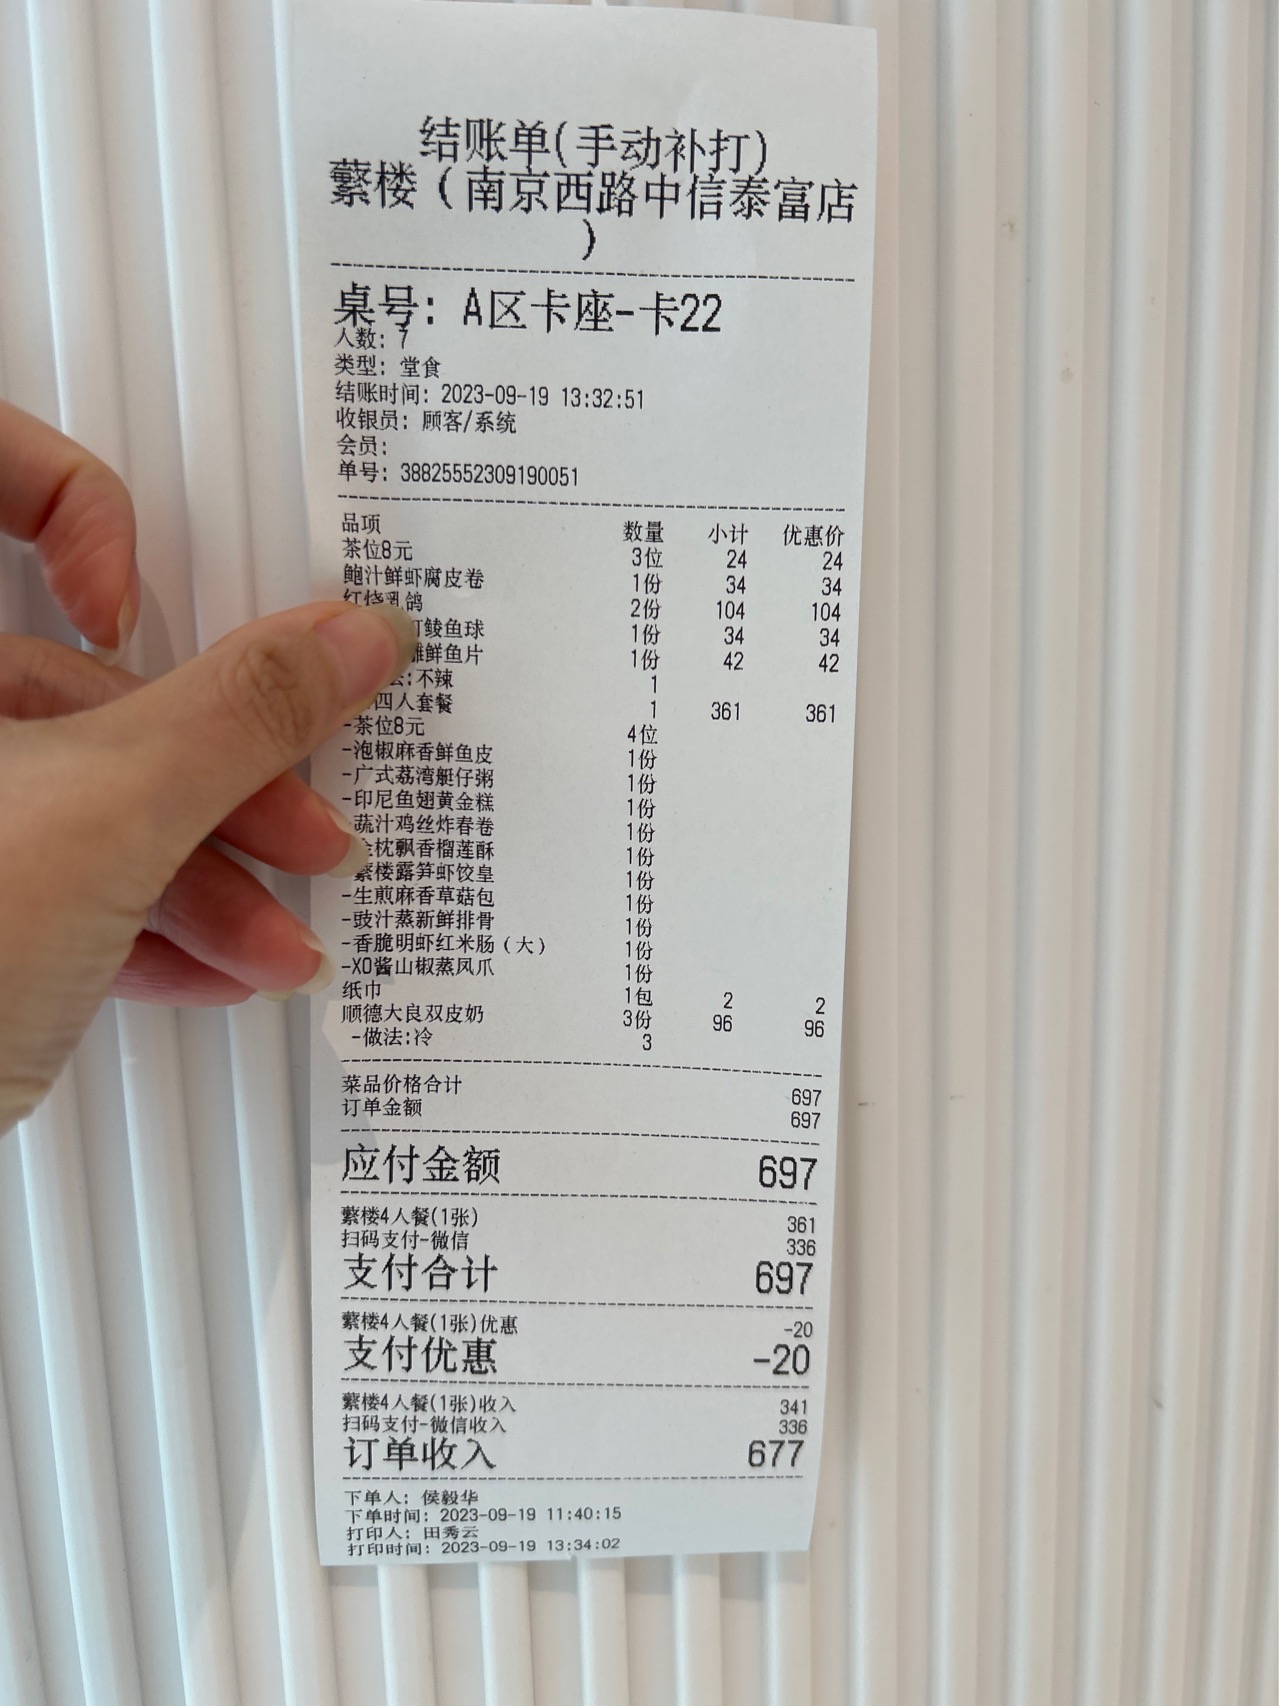 结账单(手动补打)
蘩楼（南京西路中信泰富店
）
桌号: A区卡座-卡22
人数: 7
类型: 堂食
结账时间: 2023-09-19 13:32:51
收银员: 顾客/系统
会员:
单号: 38825552309190051
品项 数量 小计 优惠价
茶位8元 3位 24 24
鲍汁鲜虾腐皮卷 1份 34 34
红烧乳鸽 2份 104 104
鲮鱼球 1份 34 34
鲜鱼片 1份 42 42
:不辣 1
四人套餐 1 361 361
-茶位8元 4位
-泡椒麻香鲜鱼皮 1份
-广式荔湾艇仔粥 1份
-印尼鱼翅黄金糕 1份
蔬汁鸡丝炸春卷 1份
枕飘香榴莲酥 1份
蘩楼露笋虾饺皇 1份
-生煎麻香草菇包 1份
-豉汁蒸新鲜排骨 1份
-香脆明虾红米肠（大） 1份
-XO酱山椒蒸凤爪 1份
纸巾 1包 2 2
顺德大良双皮奶 3份 96 96
-做法:冷 3
菜品价格合计 697
订单金额 697
应付金额 697
蘩楼4人餐(1张) 361
扫码支付-微信 336
支付合计 697
蘩楼4人餐(1张)优惠 -20
支付优惠 -20
蘩楼4人餐(1张)收入 341
扫码支付-微信收入 336
订单收入 677
下单人: 侯毅华
下单时间: 2023-09-19 11:40:15
打印人: 田秀云
打印时间: 2023-09-19 13:34:02